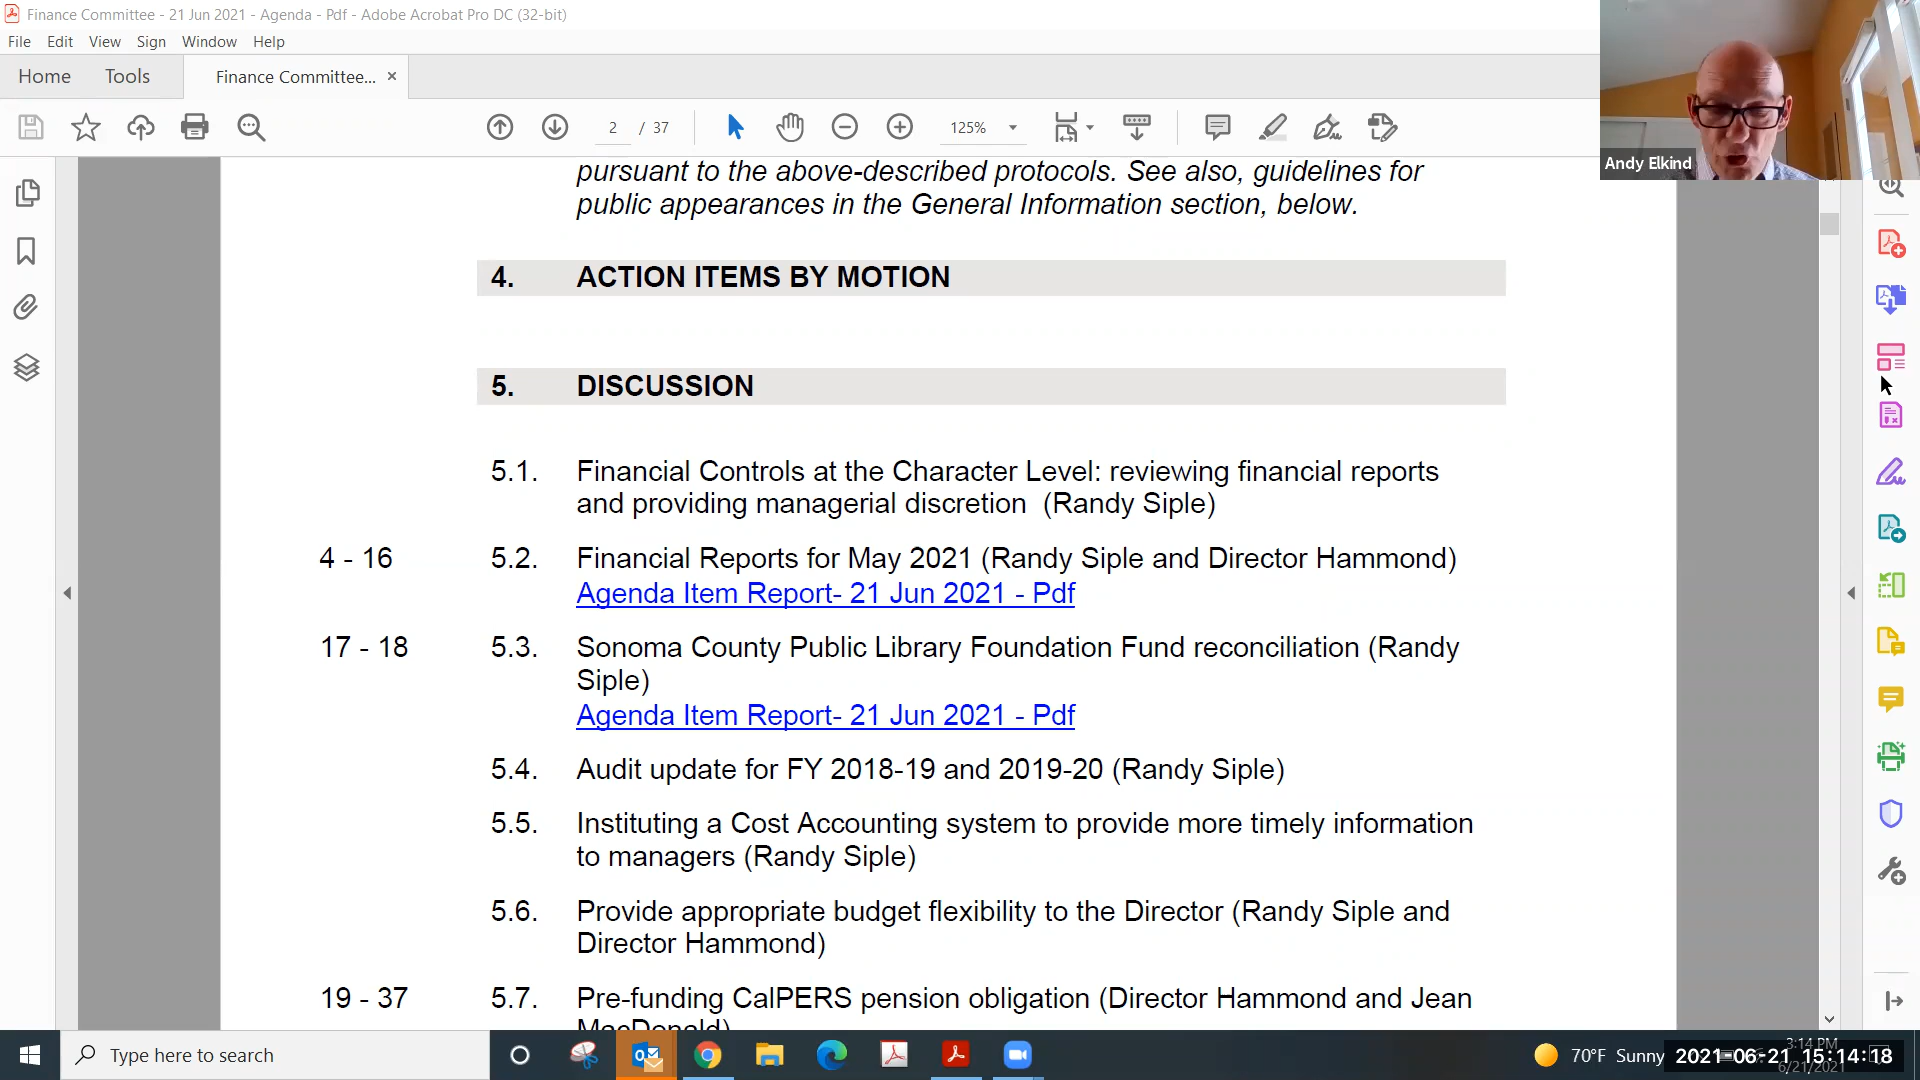 Finance Committee - 21 Jun 2021 - Agenda - Pdf - Adobe Acrobat Pro DC (32-bit)
File Edit View Sign Window Help
Home Tools Finance Committee... ×
2 / 37 125%
Andy Elkind
pursuant to the above-described protocols. See also, guidelines for
public appearances in the General Information section, below.
4. ACTION ITEMS BY MOTION
5. DISCUSSION
5.1. Financial Controls at the Character Level: reviewing financial reports
and providing managerial discretion (Randy Siple)
4 - 16 5.2. Financial Reports for May 2021 (Randy Siple and Director Hammond)
Agenda Item Report- 21 Jun 2021 - Pdf
17 - 18 5.3. Sonoma County Public Library Foundation Fund reconciliation (Randy
Siple)
Agenda Item Report- 21 Jun 2021 - Pdf
5.4. Audit update for FY 2018-19 and 2019-20 (Randy Siple)
5.5. Instituting a Cost Accounting system to provide more timely information
to managers (Randy Siple)
5.6. Provide appropriate budget flexibility to the Director (Randy Siple and
Director Hammond)
19 - 37 5.7. Pre-funding CalPERS pension obligation (Director Hammond and Jean
MacDonald)
Type here to search
70°F Sunny
3:14 PM
2021-06-21 15:14:18
6/21/2021